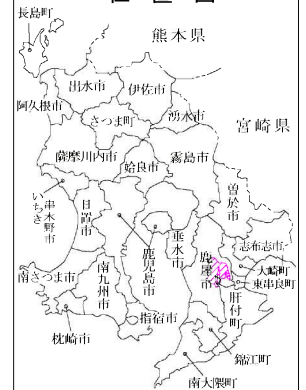 長島町
熊本県
出水市
伊佐市
阿久根市
さつま町
湧水町
宮崎県
薩摩川内市
姶良市
霧島市
いちき
串木野市
日置市
曽於市
鹿児島市
垂水市
鹿屋市
志布志市
大崎町
東串良町
南さつま市
南九州市
肝付町
枕崎市
指宿市
錦江町
南大隅町